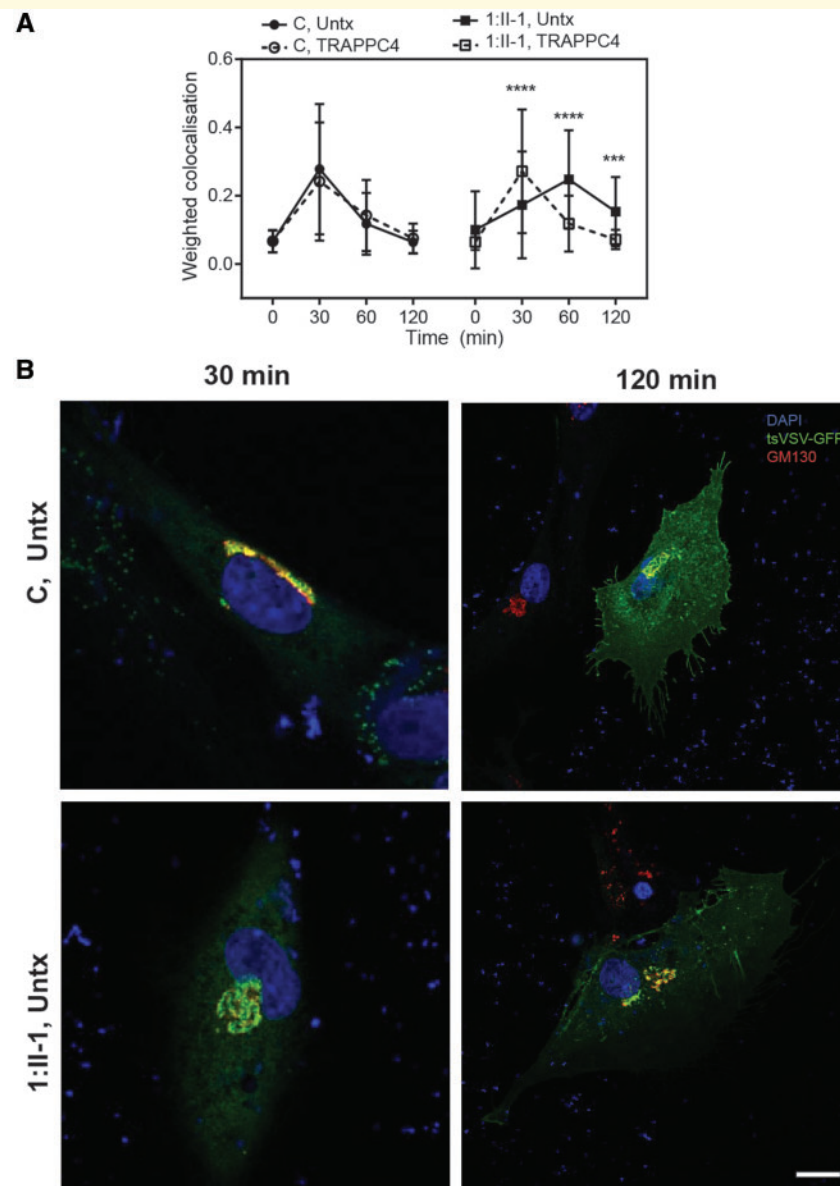 A
C, Untx
C, TRAPPC4
1:II-1, Untx
1:II-1, TRAPPC4
Weighted colocalisation
0.6
0.4
0.2
0.0
****
****
***
0 30 60 120 0 30 60 120
Time (min)
B
30 min
120 min
C, Untx
DAPI
tsVSV-GFP
GM130
1:II-1, Untx